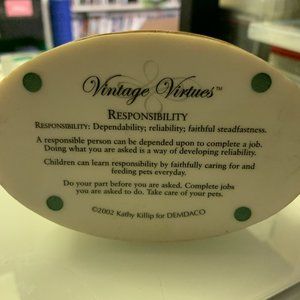 Vintage Virtues™
RESPONSIBILITY
RESPONSIBILITY: Dependability; reliability; faithful steadfastness.
A responsible person can be depended upon to complete a job.
Doing what you are asked is a way of developing reliability.
Children can learn responsibility by faithfully caring for and
feeding pets everyday.
Do your part before you are asked. Complete jobs
you are asked to do. Take care of your pets.
©2002 Kathy Killip for DEMDACO